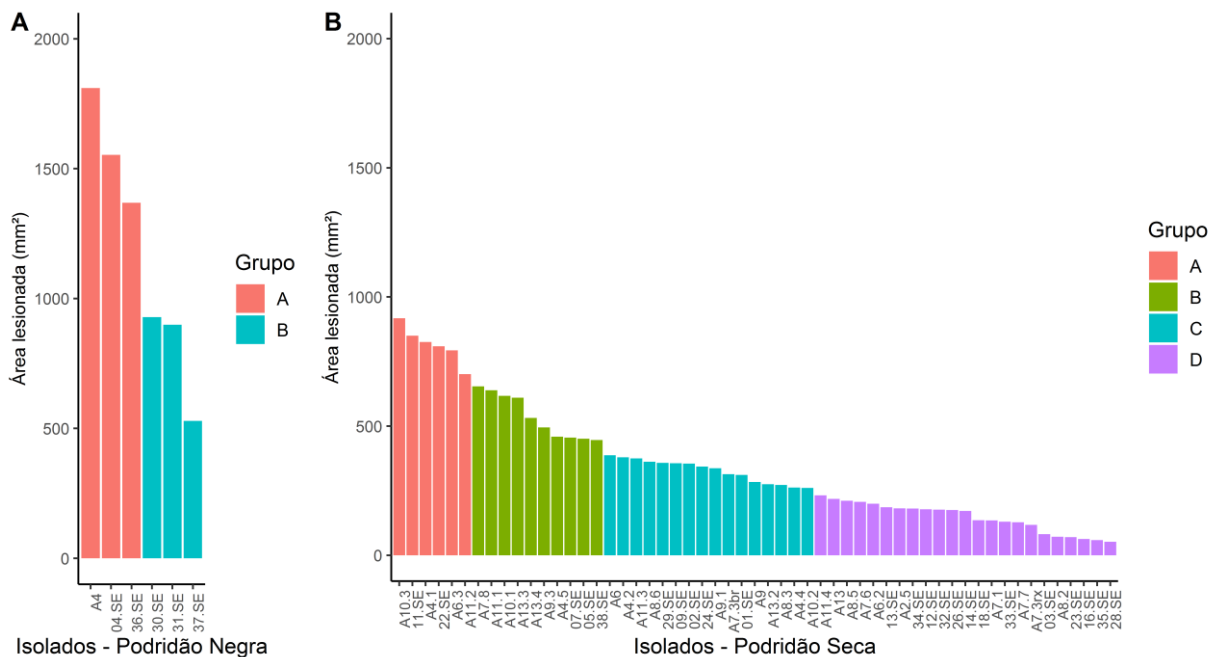 A
2000
1500
1000
500
0
Área lesionada (mm²)
A4
04.SE
36.SE
30.SE
31.SE
37.SE
Isolados - Podridão Negra
Grupo
A
B
B
2000
1500
1000
500
0
Área lesionada (mm²)
A10.3
11.SE
A4.1
22.SE
A6.3
A11.2
A7.8
A11.1
A10.1
A13.3
A13.4
A9.3
A4.5
07.SE
05.SE
38.SE
A6
A4.2
A11.3
A8.6
29.SE
09.SE
02.SE
24.SE
A9.1
A7.3br
01.SE
A9
A13.2
A8.3
A4.4
A10.2
A11.4
A13
A8.5
A7.6
A6.2
13.SE
A2.5
34.SE
12.SE
32.SE
26.SE
14.SE
18.SE
A7.1
33.SE
A7.7
A7.3rx
03.SE
A8.2
23.SE
16.SE
35.SE
28.SE
Isolados - Podridão Seca
Grupo
A
B
C
D